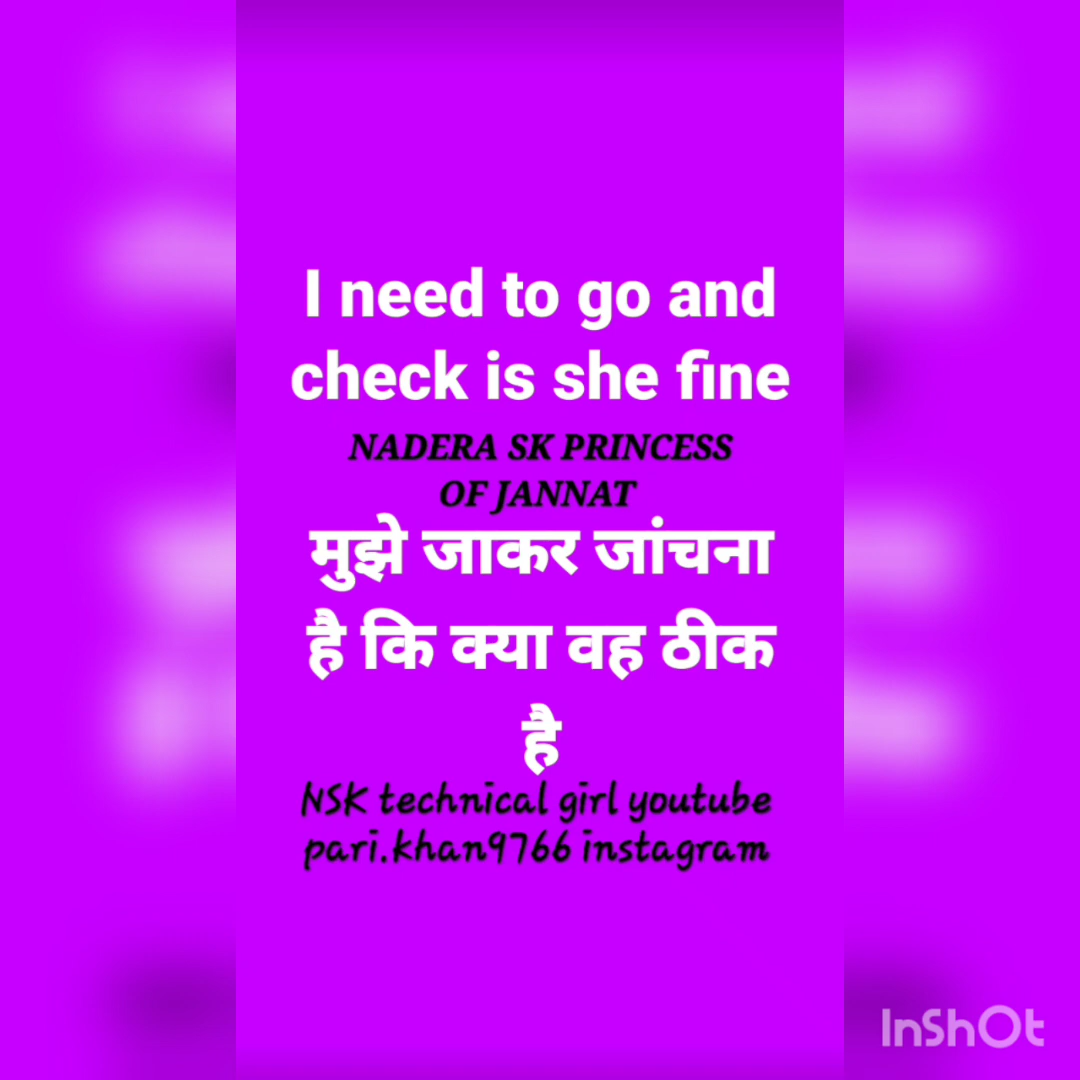 I need to go and
check is she fine
NADERA SK PRINCESS
OF JANNAT
मुझे जाकर जांचना
है कि क्या वह ठीक
है
NSK technical girl youtube
pari.khan9766 instagram
InShOt